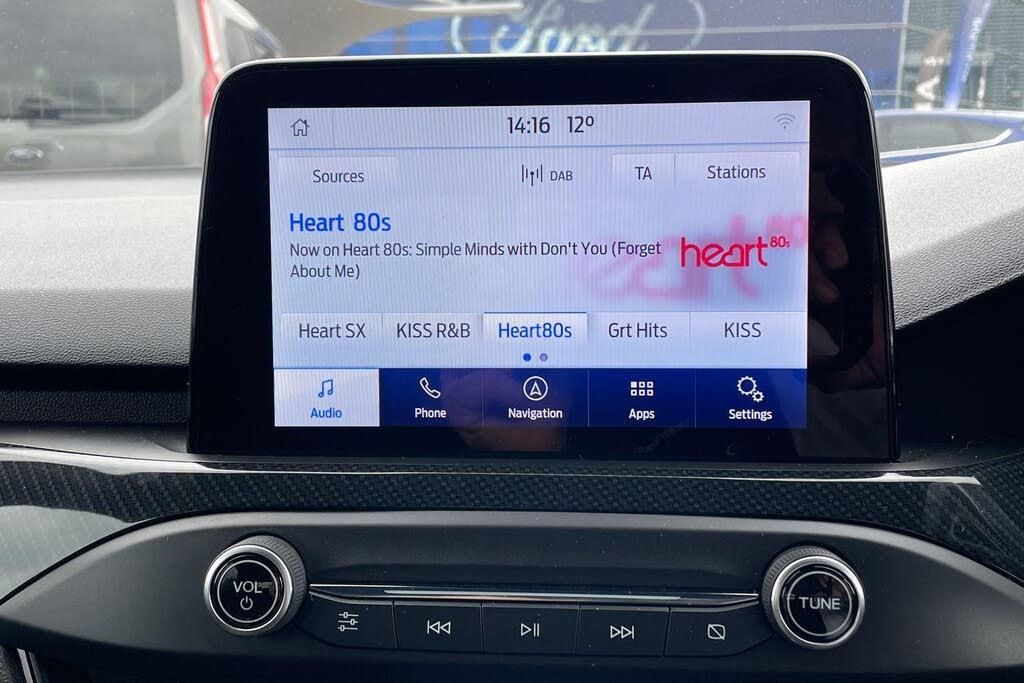 Ford
14:16 12°
Sources
DAB
TA
Stations
Heart 80s
Now on Heart 80s: Simple Minds with Don't You (Forget
About Me)
heart 80s
Heart SX
KISS R&B
Heart80s
Grt Hits
KISS
Audio
Phone
Navigation
Apps
Settings
VOL
TUNE